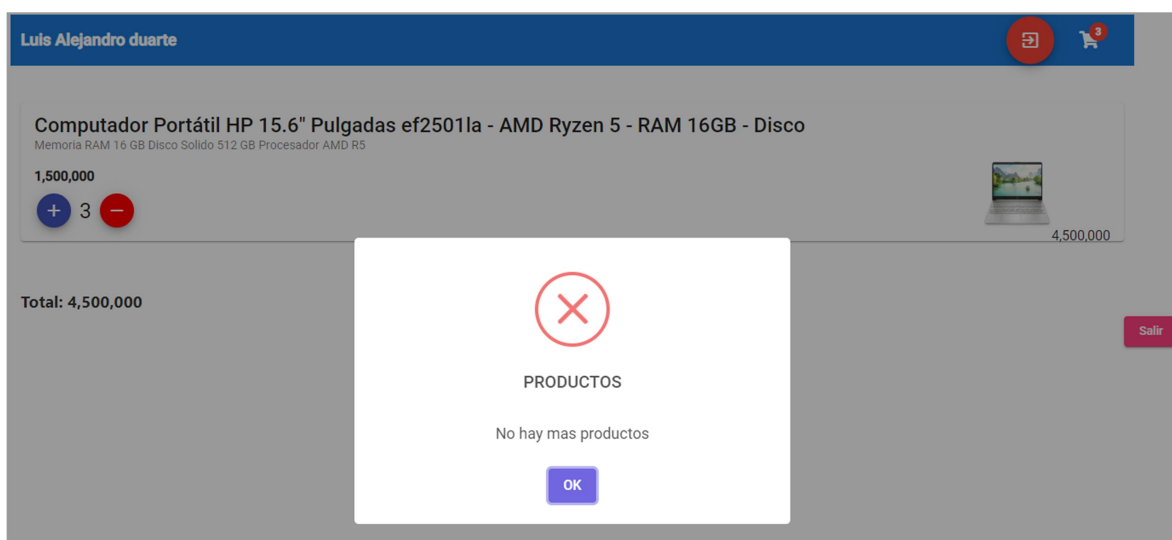 Luis Alejandro duarte
3
Computador Portátil HP 15.6" Pulgadas ef2501la - AMD Ryzen 5 - RAM 16GB - Disco
Memoria RAM 16 GB Disco Solido 512 GB Procesador AMD R5
1,500,000
+ 3 −
4,500,000
Total: 4,500,000
Salir
PRODUCTOS
No hay mas productos
OK